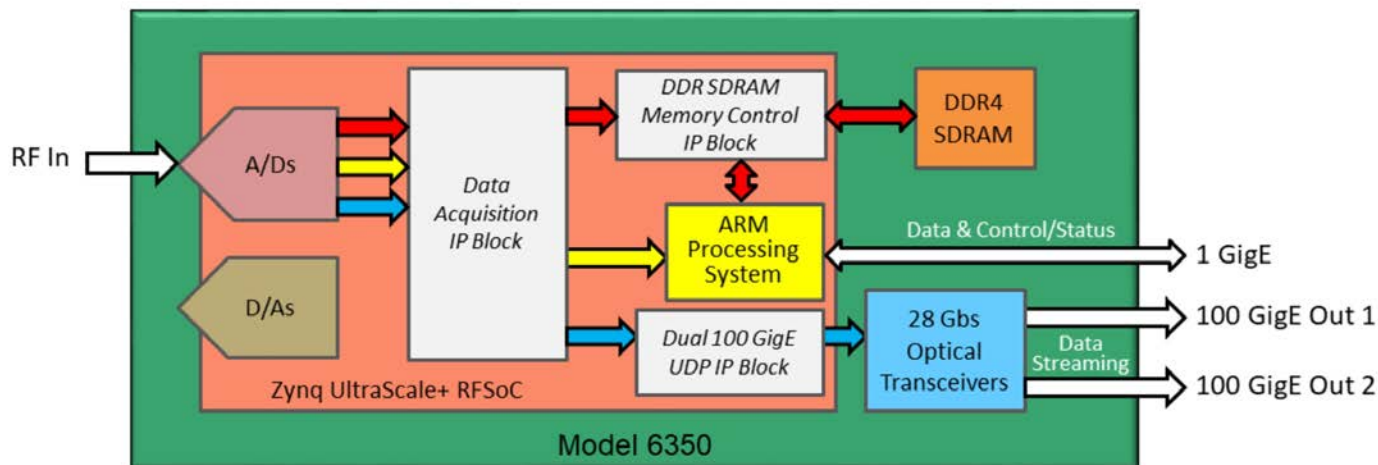 RF In
A/Ds
D/As
Data
Acquisition
IP Block
DDR SDRAM
Memory Control
IP Block
DDR4
SDRAM
ARM
Processing
System
Data & Control/Status
1 GigE
Dual 100 GigE
UDP IP Block
28 Gbs
Optical
Transceivers
100 GigE Out 1
Data
Streaming
100 GigE Out 2
Zynq UltraScale+ RFSoC
Model 6350